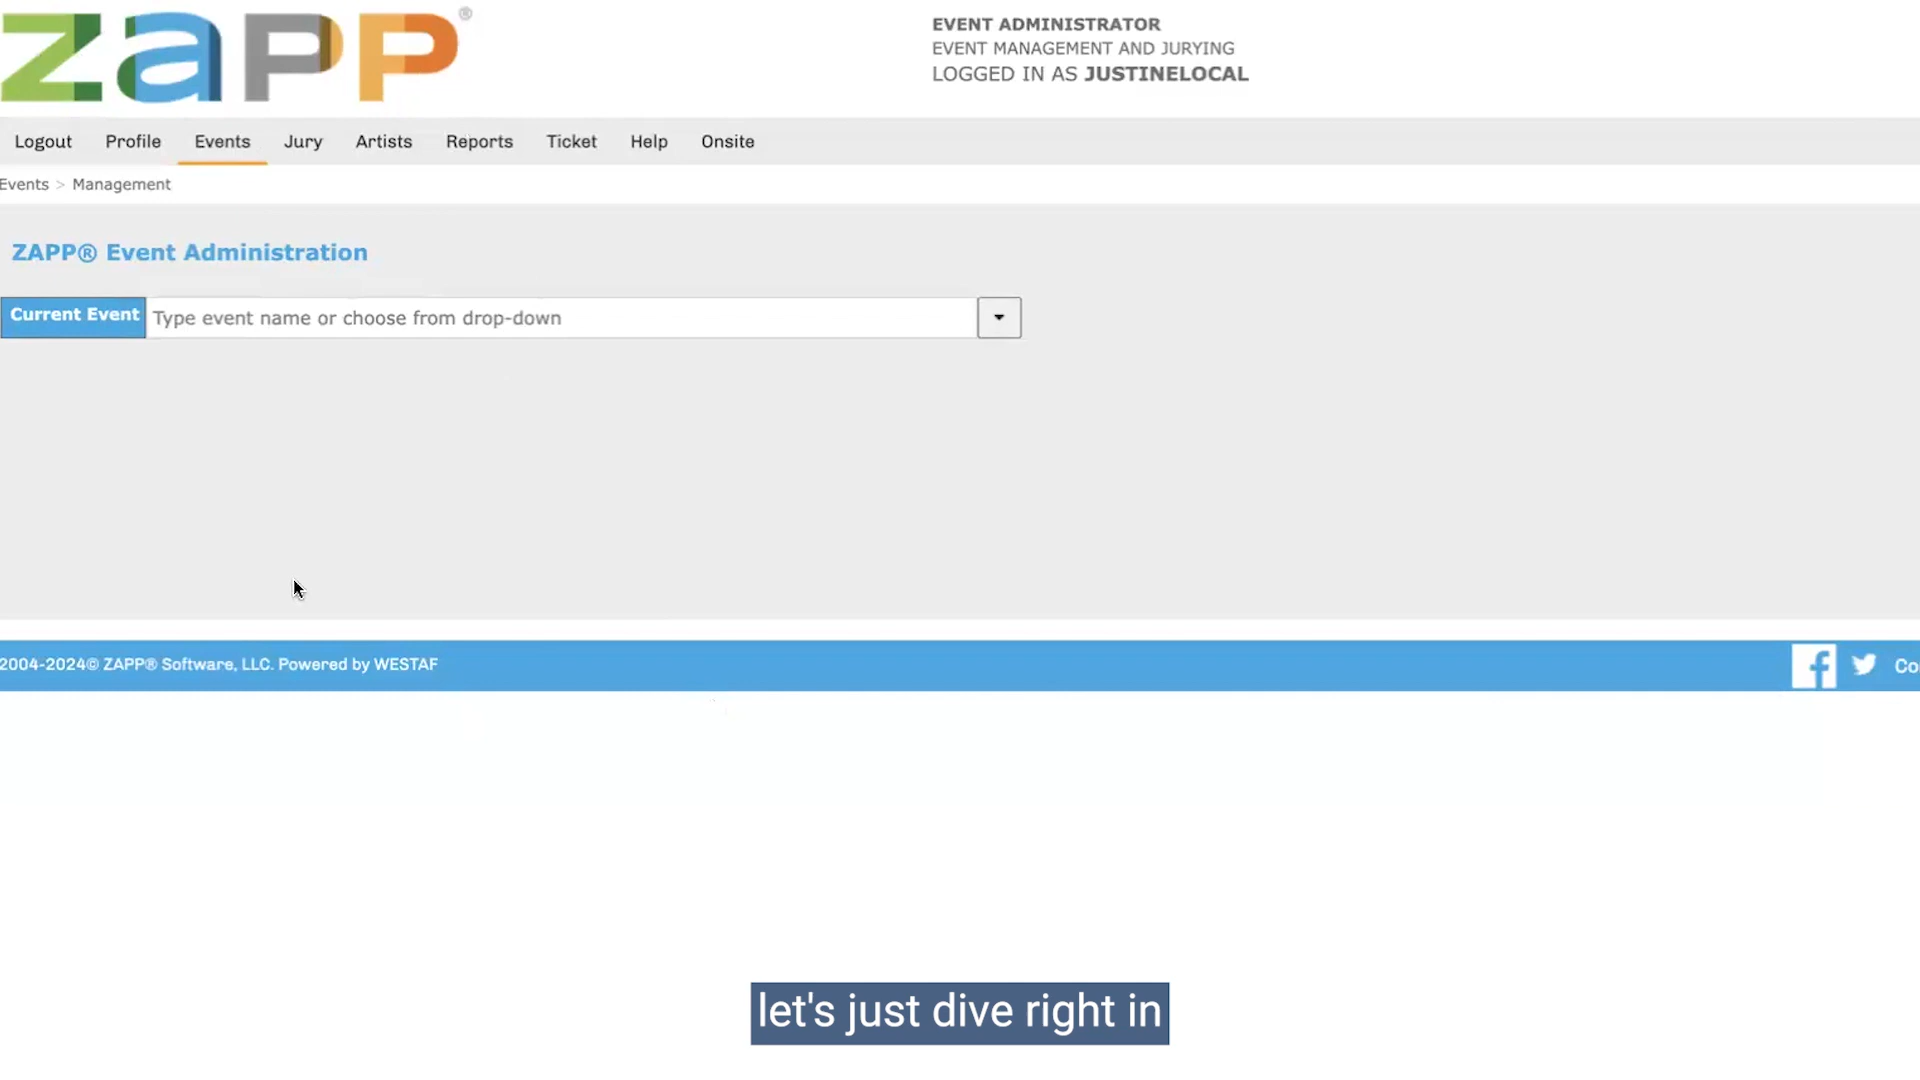 zapp®
EVENT ADMINISTRATOR
EVENT MANAGEMENT AND JURYING
LOGGED IN AS JUSTINELOCAL
Logout Profile Events Jury Artists Reports Ticket Help Onsite
Events > Management
ZAPP® Event Administration
Current Event Type event name or choose from drop-down
2004-2024© ZAPP® Software, LLC. Powered by WESTAF
let's just dive right in